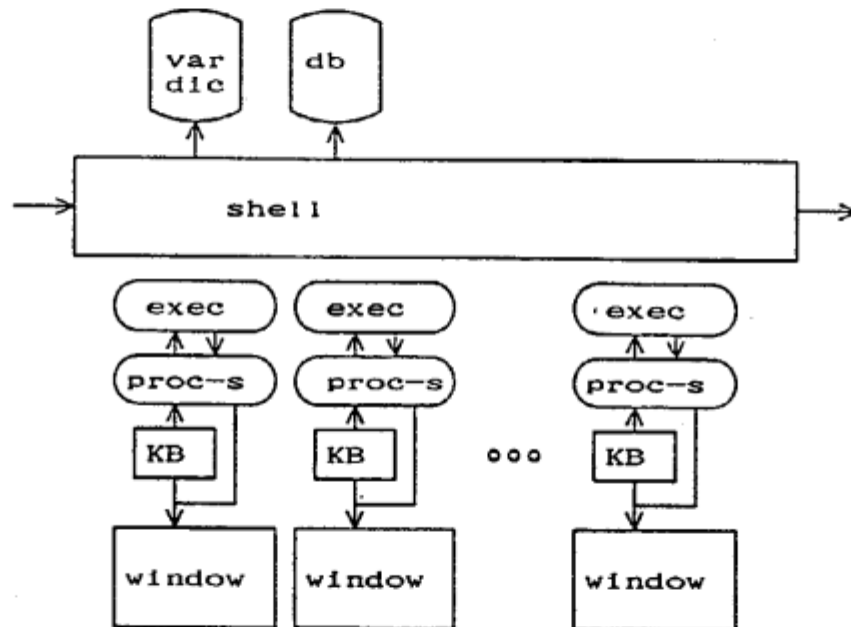 var
dic
db
shell
exec
exec
exec
proc-s
proc-s
proc-s
KB
KB
KB
window
window
window